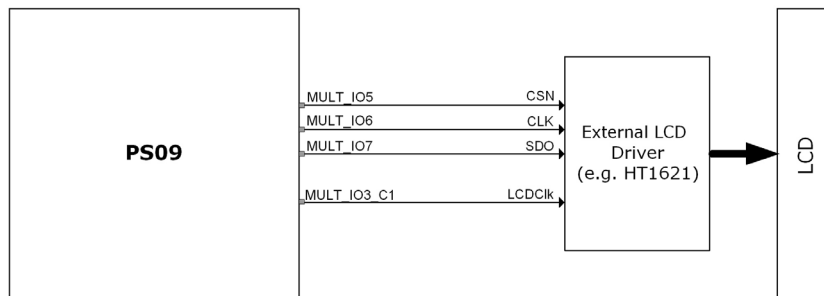 MULT_IO5 CSN
MULT_IO6 CLK
MULT_IO7 SDO
PS09
MULT_IO3_C1 LCDClk
External LCD
Driver
(e.g. HT1621)
LCD